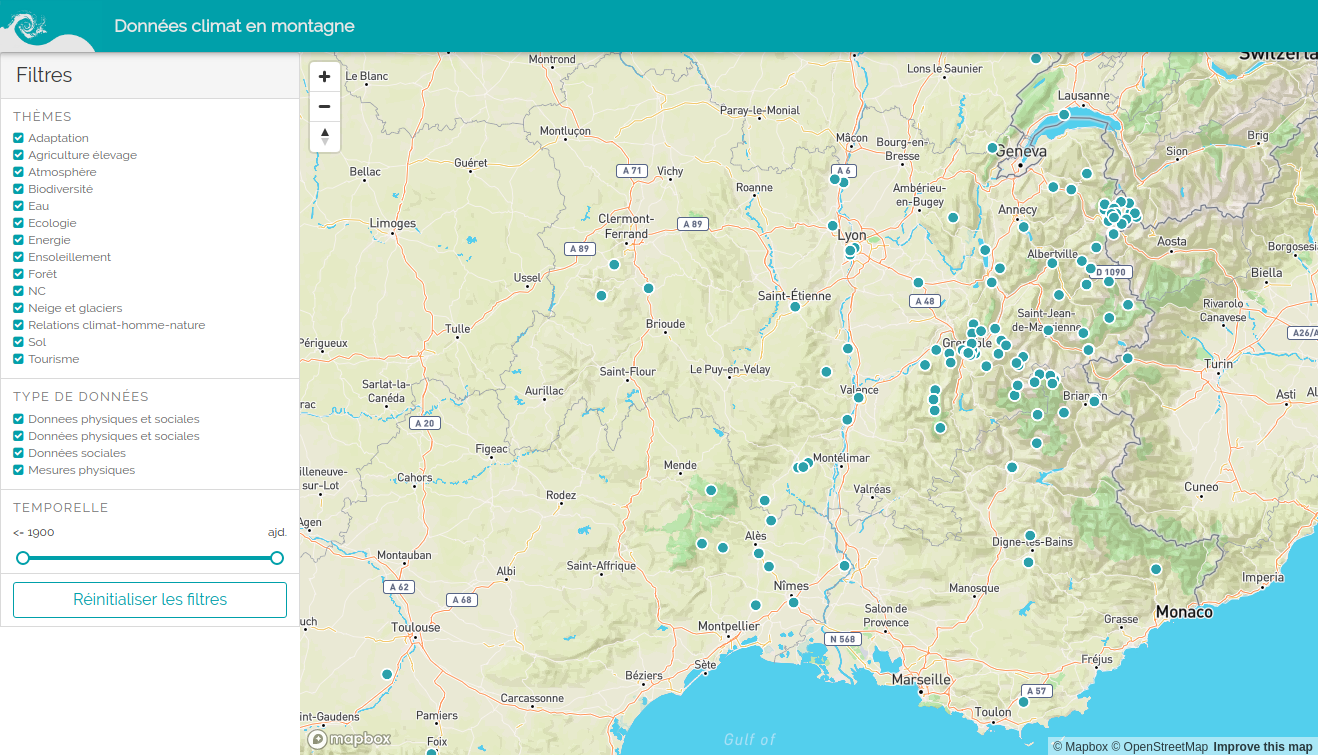 Données climat en montagne
Filtres
THÈMES
Adaptation
Agriculture élevage
Atmosphère
Biodiversité
Eau
Ecologie
Energie
Ensoleillement
Forêt
NC
Neige et glaciers
Relations climat-homme-nature
Sol
Tourisme
TYPE DE DONNÉES
Donnees physiques et sociales
Données physiques et sociales
Données sociales
Mesures physiques
TEMPORELLE
<= 1900 ajd.
Réinitialiser les filtres
Montrond
Lons le Saunier
Le Blanc
Lausanne
Paray-le-Monial
Montluçon
Mâcon
Bourg-en-
Bresse
Brig
Geneva
Sion
Guéret
Bellac
A 71
Vichy
A 6
Roanne
Ambérieu-
en-Bugey
Annecy
Limoges
Clermont-
Ferrand
A 89
A 89
Lyon
Aosta
Borgosesia
Albertville
D 1090
Biella
Ussel
Saint-Étienne
A 48
Rivarolo
Canavese
Saint-Jean-
de-Maurienne
Tulle
Brioude
A26/A
Périgueux
Grenoble
Turin
Saint-Flour
Le Puy-en-Velay
Sarlat-la-
Canéda
Aurillac
Valence
Briançon
Asti
Al
rac
A 20
Figeac
Mende
Montélimar
illeneuve-
sur-Lot
Cahors
Rodez
Valréas
Cuneo
Agen
Alès
Digne-les-Bains
Montauban
Albi
Saint-Affrique
Nîmes
Manosque
Imperia
A 62
A 68
Salon de
Provence
Grasse
Monaco
uch
Toulouse
Montpellier
N 568
Fréjus
Sète
Béziers
Marseille
A 57
Carcassonne
Toulon
int-Gaudens
Pamiers
Foix
mapbox
Gulf of
© Mapbox © OpenStreetMap Improve this map